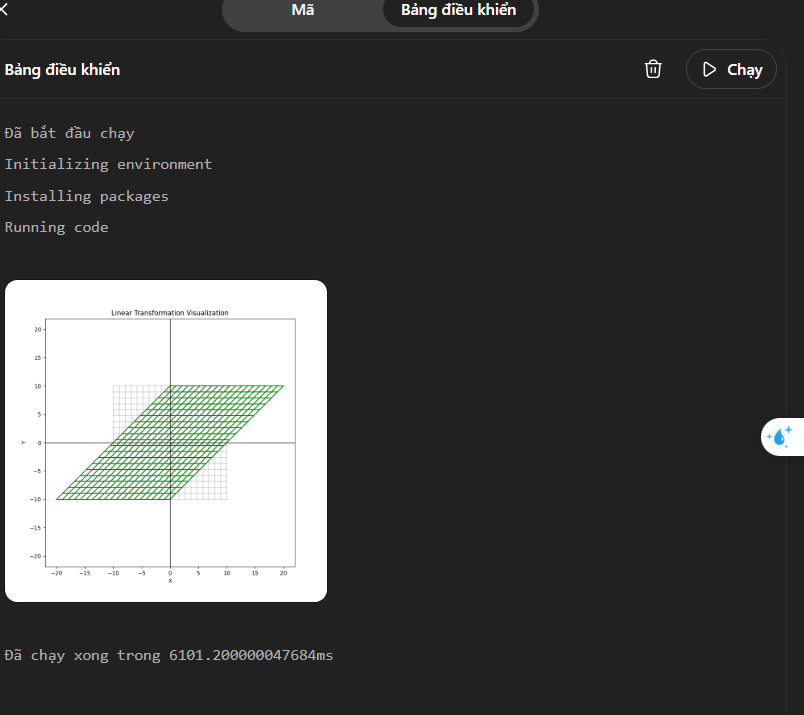 Mã
Bảng điều khiển
Bảng điều khiển
Chạy
Đã bắt đầu chạy
Initializing environment
Installing packages
Running code
Linear Transformation Visualization
20
15
10
5
0
−5
−10
−15
−20
Y
−20 −15 −10 −5 0 5 10 15 20
X
Đã chạy xong trong 6101.200000047684ms